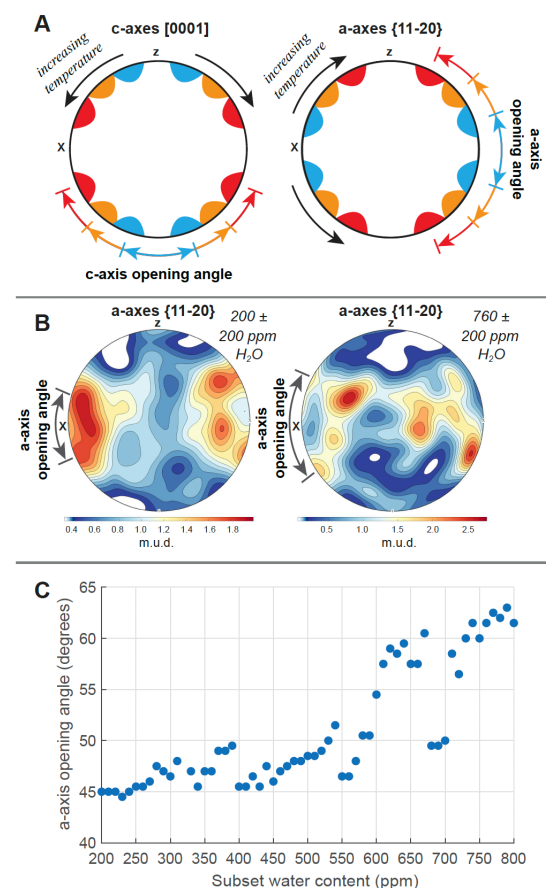 A
c-axes [0001]
a-axes {11-20}
increasing
temperature
z
x
c-axis opening angle
increasing
temperature
z
x
a-axis
opening angle
B
a-axes {11-20}
z
200 ±
200 ppm
H₂O
a-axis
opening angle
x
0.4 0.6 0.8 1.0 1.2 1.4 1.6 1.8
m.u.d.
a-axes {11-20}
z
760 ±
200 ppm
H₂O
a-axis
opening angle
x
0.5 1.0 1.5 2.0 2.5
m.u.d.
C
a-axis opening angle (degrees)
65
60
50
45
40
200 250 300 350 400 450 500 550 600 650 700 750 800
Subset water content (ppm)